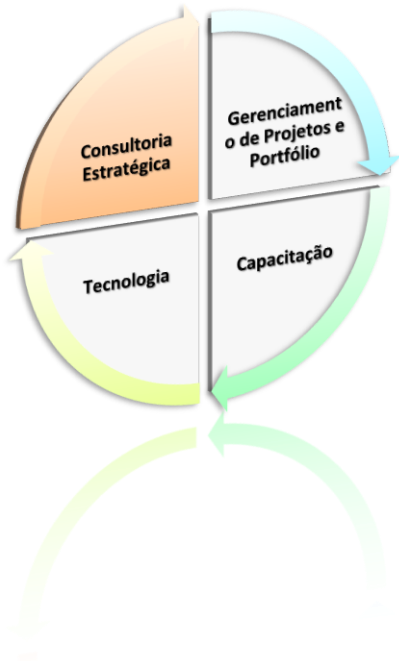 Consultoria
Estratégica
Gerenciament
o de Projetos e
Portfólio
Tecnologia
Capacitação